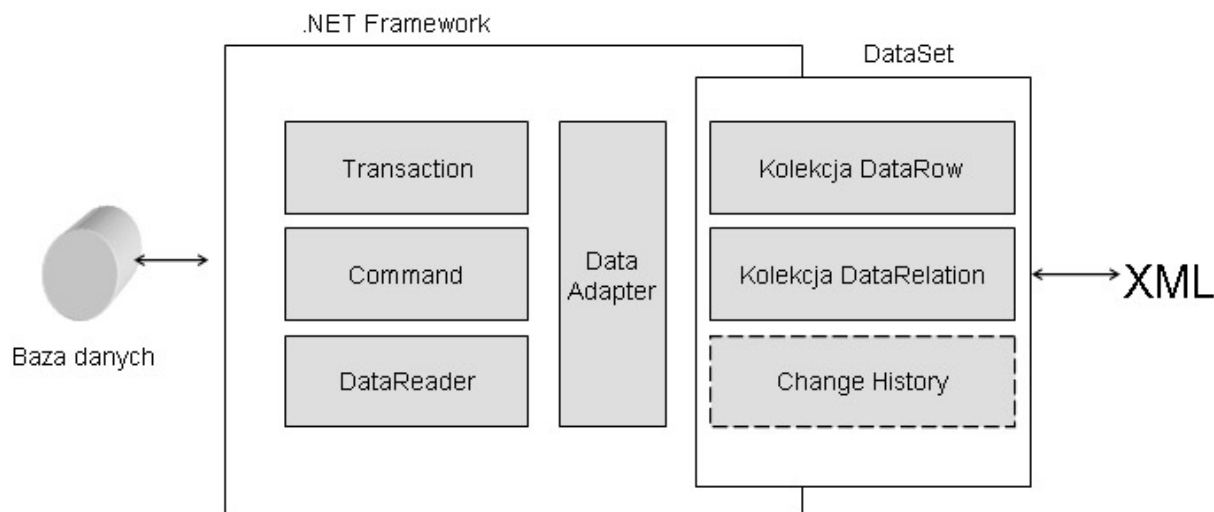 .NET Framework
DataSet
Transaction
Kolekcja DataRow
Command
Data
Adapter
Kolekcja DataRelation
XML
Baza danych
DataReader
Change History